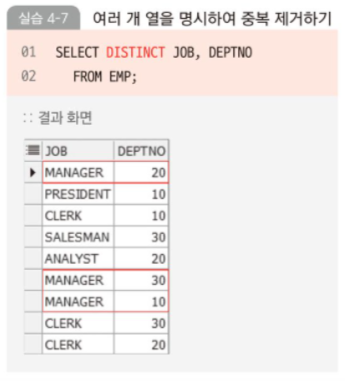 실습 4-7 여러 개 열을 명시하여 중복 제거하기
01 SELECT DISTINCT JOB, DEPTNO
02 FROM EMP;
:: 결과 화면
JOB DEPTNO
MANAGER 20
PRESIDENT 10
CLERK 10
SALESMAN 30
ANALYST 20
MANAGER 30
MANAGER 10
CLERK 30
CLERK 20